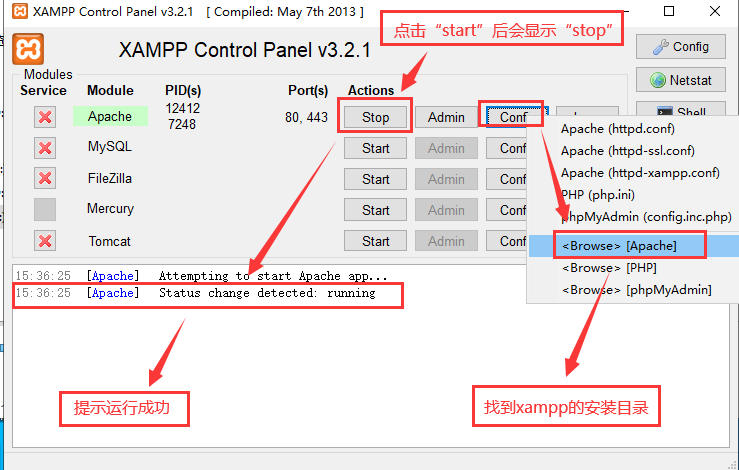 XAMPP Control Panel v3.2.1 [ Compiled: May 7th 2013 ]
点击“start”后会显示“stop”
XAMPP Control Panel v3.2.1
Config
Netstat
Shell
Modules
Service Module PID(s) Port(s) Actions
Apache 12412 7248 80, 443 Stop Admin
MySQL Start Admin
FileZilla Start Admin
Mercury Start Admin
Tomcat Start Admin
Apache (httpd.conf)
Apache (httpd-ssl.conf)
Apache (httpd-xampp.conf)
PHP (php.ini)
phpMyAdmin (config.inc.php)
<Browse> [Apache]
<Browse> [PHP]
<Browse> [phpMyAdmin]
15:36:25 [Apache] Attempting to start Apache app...
15:36:25 [Apache] Status change detected: running
提示运行成功
找到xampp的安装目录